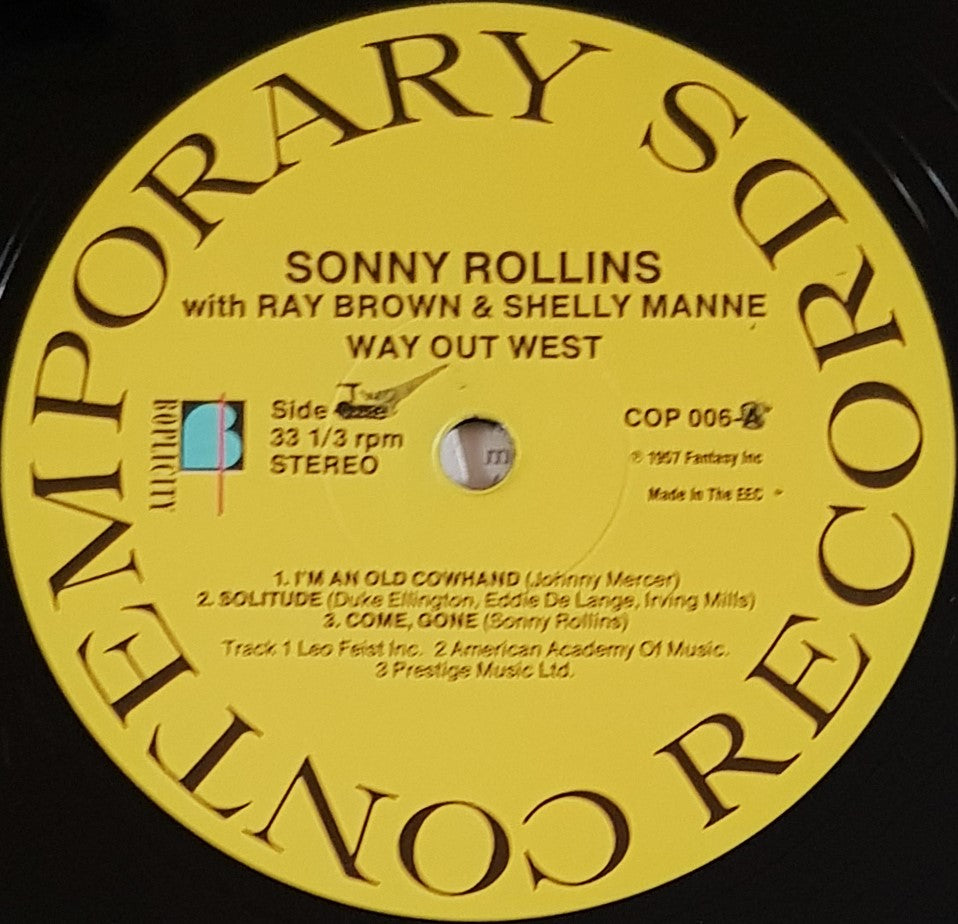 CONTEMPORARY RECORDS
SONNY ROLLINS
with RAY BROWN & SHELLY MANNE
WAY OUT WEST
BOPLICITY
B
Side Two
33 1/3 rpm
STEREO
COP 006-
℗ 1957 Fantasy Inc
Made In The EEC
m
1. I'M AN OLD COWHAND (Johnny Mercer)
2. SOLITUDE (Duke Ellington, Eddie De Lange, Irving Mills)
3. COME, GONE (Sonny Rollins)
Track 1 Leo Feist Inc. 2 American Academy Of Music.
3 Prestige Music Ltd.